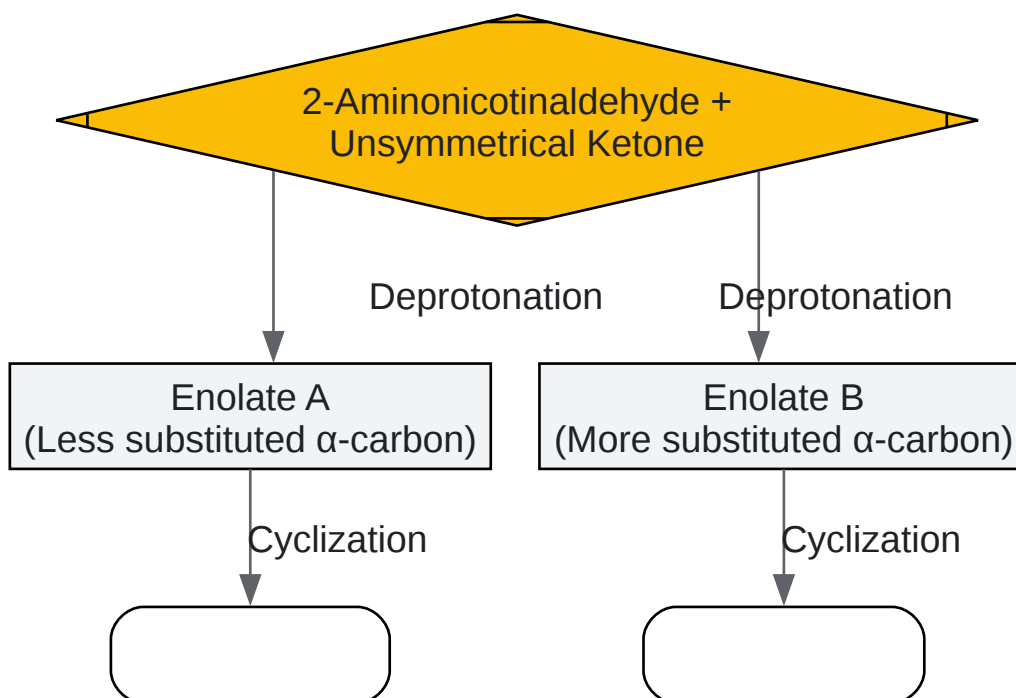 2-Aminonicotinaldehyde +
Unsymmetrical Ketone
Deprotonation
Deprotonation
Enolate A
(Less substituted α-carbon)
Enolate B
(More substituted α-carbon)
Cyclization
Cyclization